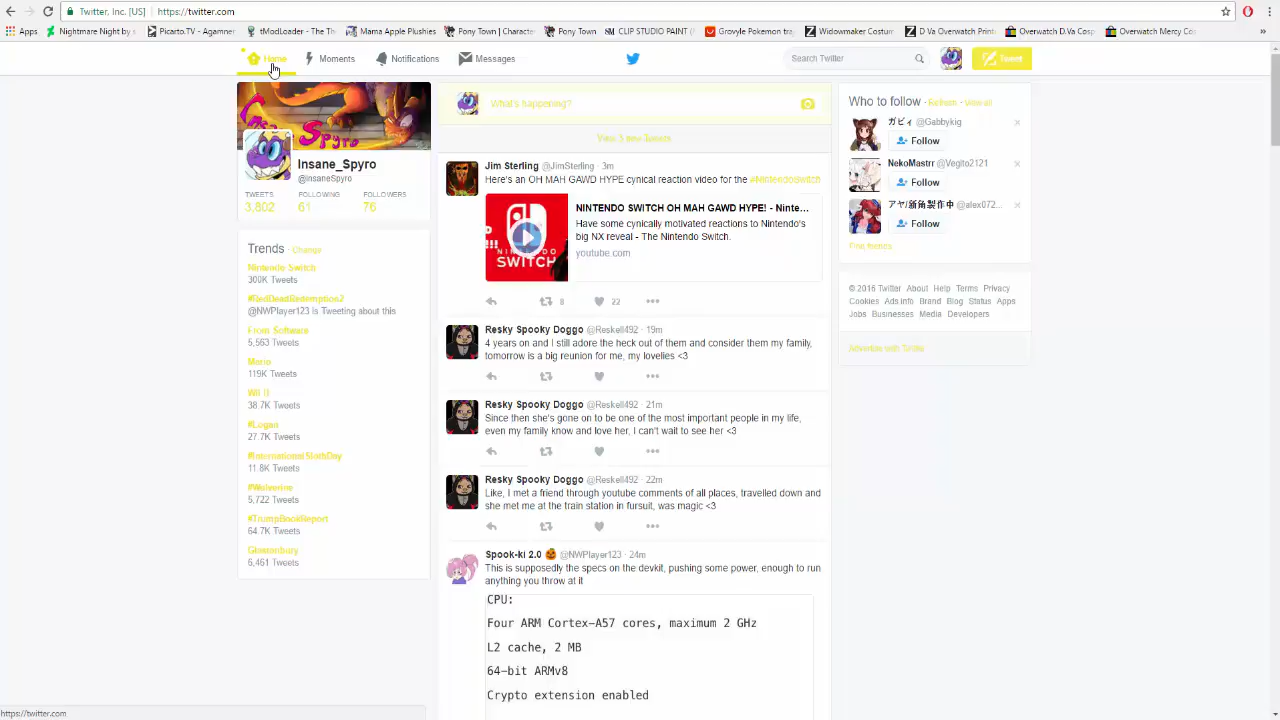 Twitter, Inc. [US] https://twitter.com
Apps Nightmare Night by s Picarto.TV - Agamner tModLoader - The Th Mama Apple Plushies Pony Town | Character Pony Town CLIP STUDIO PAINT ( Grovyle Pokemon tra Widowmaker Costum D Va Overwatch Print Overwatch D.Va Cosp Overwatch Mercy Co »
Home Moments Notifications Messages Search Twitter Tweet
Insane_Spyro
@InsaneSpyro
TWEETS FOLLOWING FOLLOWERS
3,802 61 76
Trends · Change
Nintendo Switch
300K Tweets
#RedDeadRedemption2
@NWPlayer123 is Tweeting about this
From Software
5,563 Tweets
Mario
119K Tweets
Wii U
38.7K Tweets
#Logan
27.7K Tweets
#InternationalSlothDay
11.8K Tweets
#Wolverine
5,722 Tweets
#TrumpBookReport
64.7K Tweets
Glastonbury
5,461 Tweets
What's happening?
View 5 new Tweets
Jim Sterling @JimSterling · 3m
Here's an OH MAH GAWD HYPE cynical reaction video for the #NintendoSwitch
NINTENDO
SWITCH
NINTENDO SWITCH OH MAH GAWD HYPE! - Ninte...
Have some cynically motivated reactions to Nintendo's
big NX reveal - The Nintendo Switch.
youtube.com
8 22
Resky Spooky Doggo @Reskell492 · 19m
4 years on and I still adore the heck out of them and consider them my family,
tomorrow is a big reunion for me, my lovelies <3
Resky Spooky Doggo @Reskell492 · 21m
Since then she's gone on to be one of the most important people in my life,
even my family know and love her, I can't wait to see her <3
Resky Spooky Doggo @Reskell492 · 22m
Like, I met a friend through youtube comments of all places, travelled down and
she met me at the train station in fursuit, was magic <3
Spook-ki 2.0 🎃 @NWPlayer123 · 24m
This is supposedly the specs on the devkit, pushing some power, enough to run
anything you throw at it
CPU:
Four ARM Cortex-A57 cores, maximum 2 GHz
L2 cache, 2 MB
64-bit ARMv8
Crypto extension enabled
Who to follow · Refresh · View all
ガビィ @Gabbykig
Follow
NekoMastrr @Vegito2121
Follow
アヤ/新角製作中 @alex072...
Follow
Find friends
© 2016 Twitter About Help Terms Privacy
Cookies Ads info Brand Blog Status Apps
Jobs Businesses Media Developers
Advertise with Twitter
https://twitter.com